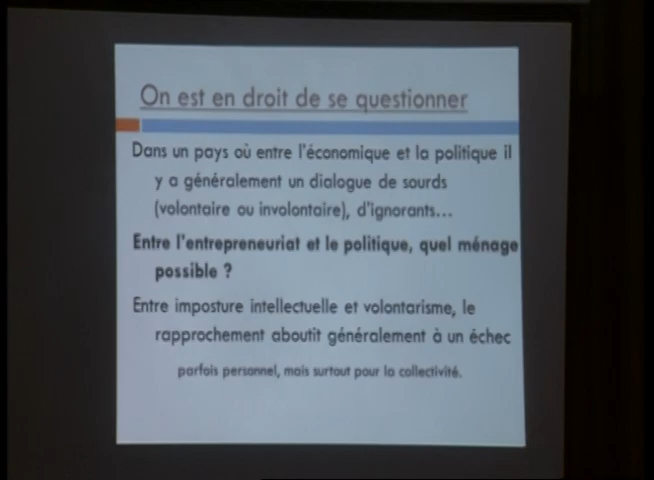 On est en droit de se questionner
Dans un pays où entre l'économique et la politique il
y a généralement un dialogue de sourds
(volontaire ou involontaire), d'ignorants...
Entre l'entrepreneuriat et le politique, quel ménage
possible ?
Entre imposture intellectuelle et volontarisme, le
rapprochement aboutit généralement à un échec
parfois personnel, mais surtout pour la collectivité.